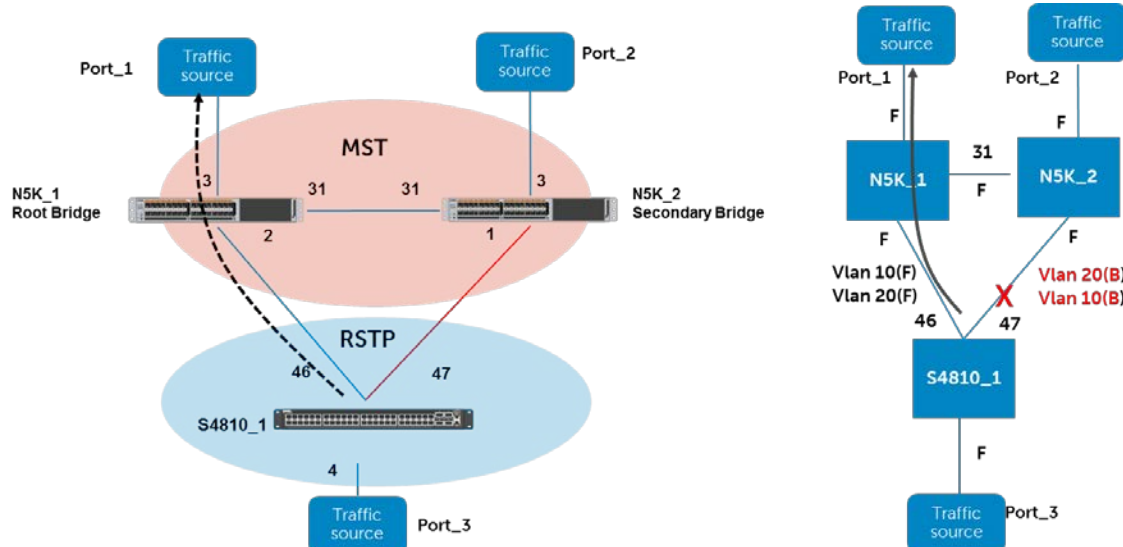 Traffic
source
Port_1
Traffic
source
Port_2
MST
N5K_1
Root Bridge
3
31
31
3
N5K_2
Secondary Bridge
2
1
RSTP
46
47
S4810_1
4
Traffic
source
Port_3
Traffic
source
Traffic
source
Port_1
Port_2
F
F
N5K_1
31
F
N5K_2
F
F
Vlan 10(F)
Vlan 20(F)
Vlan 20(B)
Vlan 10(B)
X
46
47
S4810_1
F
Port_3
Traffic
source